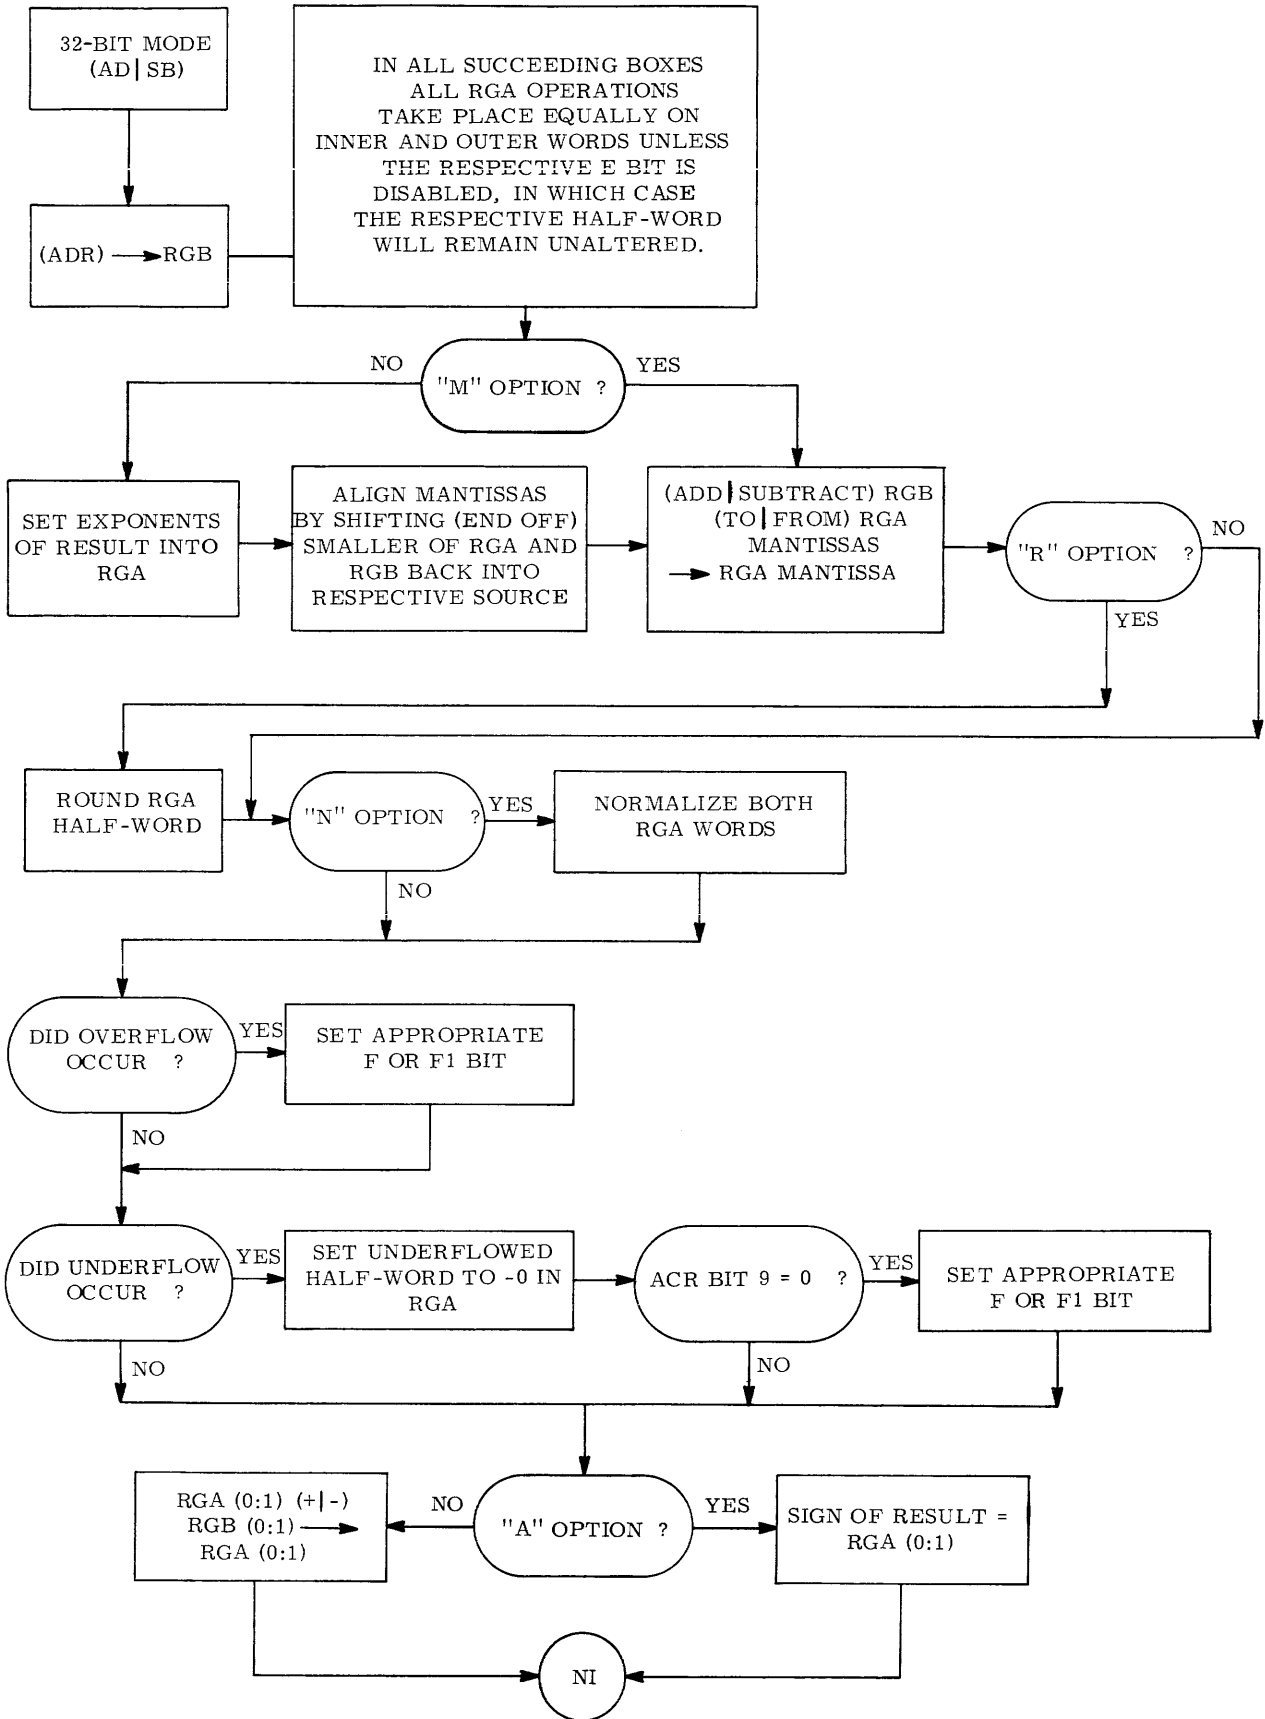 32-BIT MODE
(AD|SB)
IN ALL SUCCEEDING BOXES
ALL RGA OPERATIONS
TAKE PLACE EQUALLY ON
INNER AND OUTER WORDS UNLESS
THE RESPECTIVE E BIT IS
DISABLED, IN WHICH CASE
THE RESPECTIVE HALF-WORD
WILL REMAIN UNALTERED.
(ADR) → RGB
"M" OPTION ?
NO
YES
SET EXPONENTS
OF RESULT INTO
RGA
ALIGN MANTISSAS
BY SHIFTING (END OFF)
SMALLER OF RGA AND
RGB BACK INTO
RESPECTIVE SOURCE
(ADD|SUBTRACT) RGB
(TO|FROM) RGA
MANTISSAS
→ RGA MANTISSA
"R" OPTION ?
NO
YES
ROUND RGA
HALF-WORD
"N" OPTION ?
YES
NO
NORMALIZE BOTH
RGA WORDS
DID OVERFLOW
OCCUR ?
YES
NO
SET APPROPRIATE
F OR F1 BIT
DID UNDERFLOW
OCCUR ?
YES
NO
SET UNDERFLOWED
HALF-WORD TO -0 IN
RGA
ACR BIT 9 = 0 ?
YES
NO
SET APPROPRIATE
F OR F1 BIT
"A" OPTION ?
NO
YES
RGA (0:1) (+|-)
RGB (0:1) →
RGA (0:1)
SIGN OF RESULT =
RGA (0:1)
NI